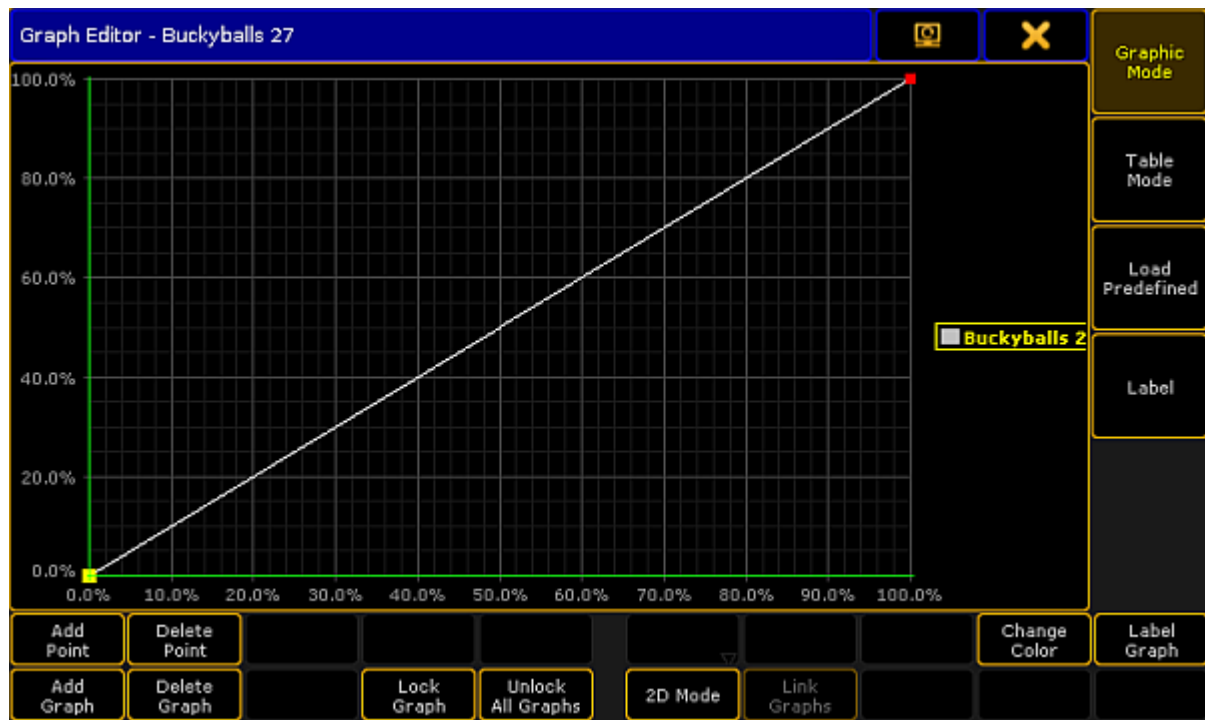 Graph Editor - Buckyballs 27
Graphic
Mode
100.0%
80.0%
60.0%
40.0%
20.0%
0.0%
0.0% 10.0% 20.0% 30.0% 40.0% 50.0% 60.0% 70.0% 80.0% 90.0% 100.0%
Buckyballs 2
Table
Mode
Load
Predefined
Label
Add
Point
Delete
Point
Change
Color
Label
Graph
Add
Graph
Delete
Graph
Lock
Graph
Unlock
All Graphs
2D Mode
Link
Graphs